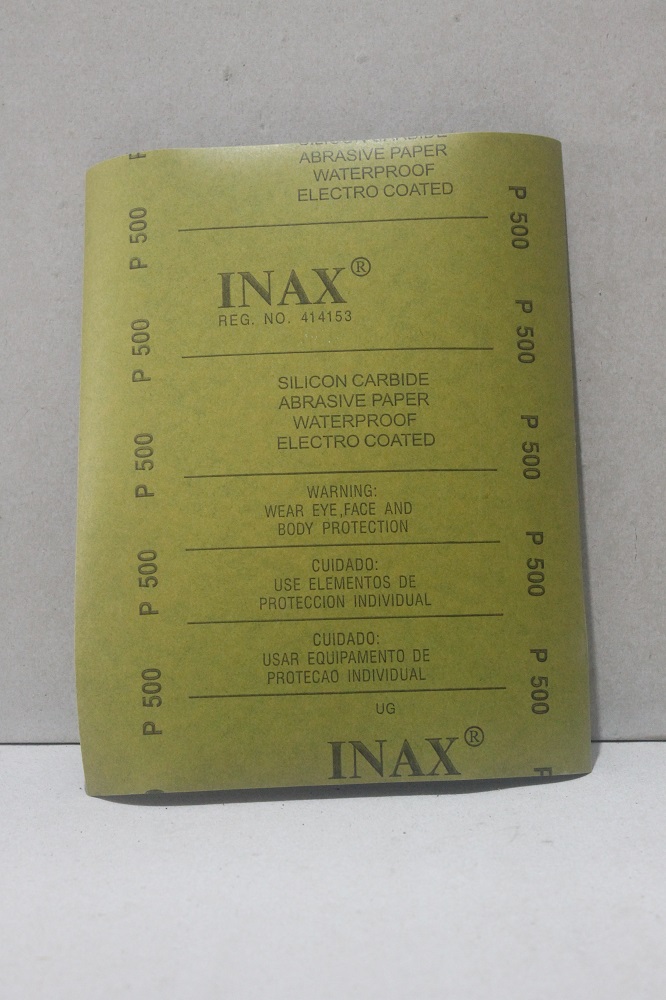 P 500
P 500
P 500
P 500
P 500
P
ABRASIVE PAPER
WATERPROOF
ELECTRO COATED
INAX®
REG. NO. 414153
SILICON CARBIDE
ABRASIVE PAPER
WATERPROOF
ELECTRO COATED
WARNING:
WEAR EYE,FACE AND
BODY PROTECTION
CUIDADO:
USE ELEMENTOS DE
PROTECCION INDIVIDUAL
CUIDADO:
USAR EQUIPAMENTO DE
PROTECAO INDIVIDUAL
UG
INAX®
P
P 500
P 500
P 500
P 500
P 500